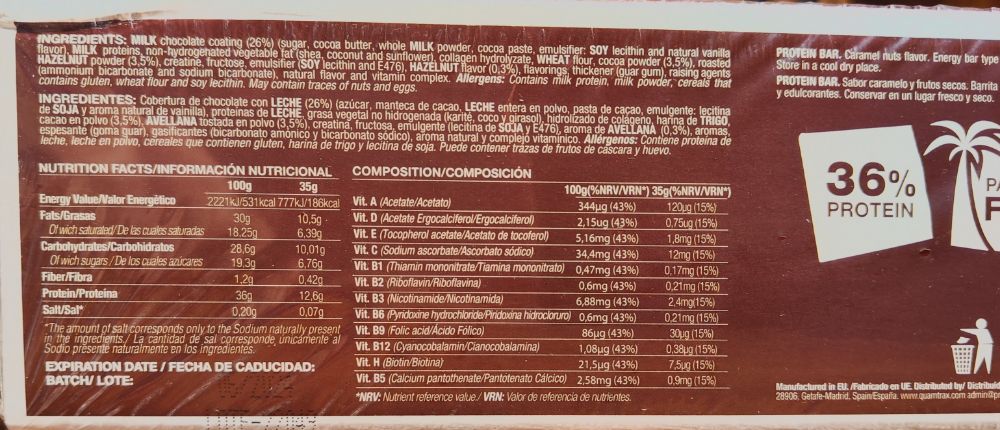 INGREDIENTS: MILK chocolate coating (26%) (sugar, cocoa butter, whole MILK powder, cocoa paste, emulsifier: SOY lecithin and natural vanilla
flavor), MILK proteins, non-hydrogenated vegetable fat (shea, coconut and sunflower), collagen hydrolyzate, WHEAT flour, cocoa powder (3,5%), roasted
HAZELNUT powder (3,5%), creatine, fructose, emulsifier (SOY lecithin and E476), HAZELNUT flavor (0,3%), flavorings, thickener (guar gum), raising agents
(ammonium bicarbonate and sodium bicarbonate), natural flavor and vitamin complex. Allergens: Contains milk protein, milk powder, cereals that
contains gluten, wheat flour and soy lecithin. May contain traces of nuts and eggs.
INGREDIENTES: Cobertura de chocolate con LECHE (26%) (azúcar, manteca de cacao, LECHE entera en polvo, pasta de cacao, emulgente: lecitina
de SOJA y aroma natural de vainilla), proteínas de LECHE, grasa vegetal no hidrogenada (karité, coco y girasol), hidrolizado de colágeno, harina de TRIGO,
cacao en polvo (3,5%), AVELLANA tostada en polvo (3,5%), creatina, fructosa, emulgente (lecitina de SOJA y E476), aroma de AVELLANA (0,3%), aromas,
espesante (goma guar), gasificantes (bicarbonato amónico y bicarbonato sódico), aroma natural y complejo vitamínico. Allérgenos: Contiene proteína de
leche, leche en polvo, cereales que contienen gluten, harina de trigo y lecitina de soja. Puede contener trazas de frutos de cáscara y huevo.
NUTRITION FACTS/INFORMACIÓN NUTRICIONAL
100g 35g
Energy Value/Valor Energético 2221kJ/531kcal 777kJ/186kcal
Fats/Grasas 30g 10,5g
Of wich saturated/De las cuales saturadas 18,25g 6,39g
Carbohydrates/Carbohidratos 28,6g 10,01g
Of wich sugars/De los cuales azúcares 19,3g 6,76g
Fiber/Fibra 1,2g 0,42g
Protein/Proteína 36g 12,6g
Salt/Sal* 0,20g 0,07g
*The amount of salt corresponds only to the Sodium naturally present
in the ingredients./ La cantidad de sal corresponde únicamente al
Sodio presente naturalmente en los ingredientes.
EXPIRATION DATE / FECHA DE CADUCIDAD:
BATCH/ LOTE:
COMPOSITION/COMPOSICIÓN
100g(%NRV/VRN*) 35g(%NRV/VRN*)
Vit. A (Acetate/Acetato) 344µg (43%) 120µg (15%)
Vit. D (Acetate Ergocalciferol/Ergocalciferol) 2,15ug (43%) 0,75ug (15%)
Vit. E (Tocopherol acetate/Acetato de tocoferol) 5,16mg (43%) 1,8mg (15%)
Vit. C (Sodium ascorbate/Ascorbato sódico) 34,4mg (43%) 12mg (15%)
Vit. B1 (Thiamin mononitrate/Tiamina mononitrato) 0,47mg (43%) 0,17mg (15%)
Vit. B2 (Riboflavin/Riboflavina) 0,6mg (43%) 0,21mg (15%)
Vit. B3 (Nicotinamide/Nicotinamida) 6,88mg (43%) 2,4mg(15%)
Vit. B6 (Pyridoxine hydrochloride/Piridoxina hidrocloruro) 0,6mg (43%) 0,21mg (15%)
Vit. B9 (Folic acid/Ácido Fólico) 86µg (43%) 30µg (15%)
Vit. B12 (Cyanocobalamin/Cianocobalamina) 1,08µg (43%) 0,38µg (15%)
Vit. H (Biotin/Biotina) 21,5µg (43%) 7,5µg (15%)
Vit. B5 (Calcium pantothenate/Pantotenato Cálcico) 2,58mg (43%) 0,9mg (15%)
*NRV: Nutrient reference value./ VRN: Valor de referencia de nutrientes.
PROTEIN BAR. Caramel nuts flavor. Energy bar type
Store in a cool dry place.
PROTEIN BAR. Sabor caramelo y frutos secos. Barrita
y edulcorantes. Conservar en un lugar fresco y seco.
36%
PROTEIN
PA
F
Manufactured in EU. /Fabricado en UE. Distributed by/ Distribuid
28906. Getafe-Madrid. Spain/España. www.quamtrax.com admin@pr